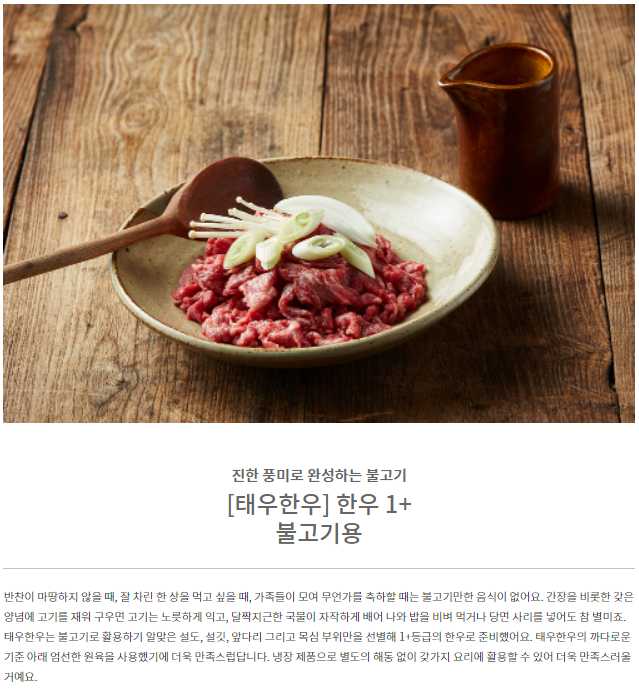 진한 풍미로 완성하는 불고기
[태우한우] 한우 1+
불고기용
반찬이 마땅하지 않을 때, 잘 차린 한 상을 먹고 싶을 때, 가족들이 모여 무언가를 축하할 때는 불고기만한 음식이 없어요. 간장을 비롯한 갖은
양념에 고기를 재워 구우면 고기는 노릇하게 익고, 달짝지근한 국물이 자작하게 배어 나와 밥을 비벼 먹거나 당면 사리를 넣어도 참 별미죠.
태우한우는 불고기로 활용하기 알맞은 설도, 설깃, 앞다리 그리고 목심 부위만을 선별해 1+등급의 한우로 준비했어요. 태우한우의 까다로운
기준 아래 엄선한 원육을 사용했기에 더욱 만족스럽답니다. 냉장 제품으로 별도의 해동 없이 갖가지 요리에 활용할 수 있어 더욱 만족스러울
거예요.